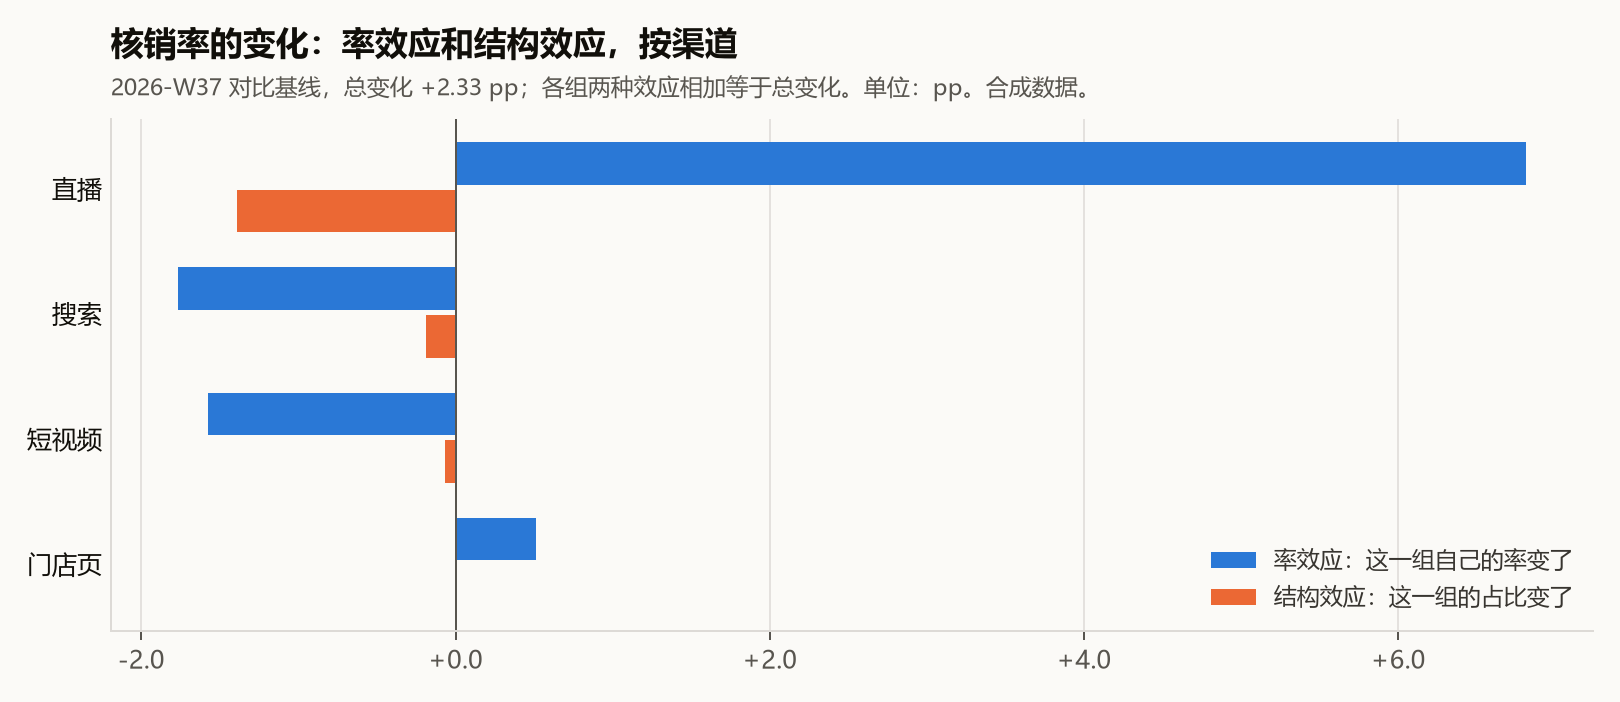 核销率的变化：率效应和结构效应，按渠道
2026-W37 对比基线，总变化 +2.33 pp；各组两种效应相加等于总变化。单位：pp。合成数据。
直播
搜索
短视频
门店页
率效应：这一组自己的率变了
结构效应：这一组的占比变了
-2.0 +0.0 +2.0 +4.0 +6.0